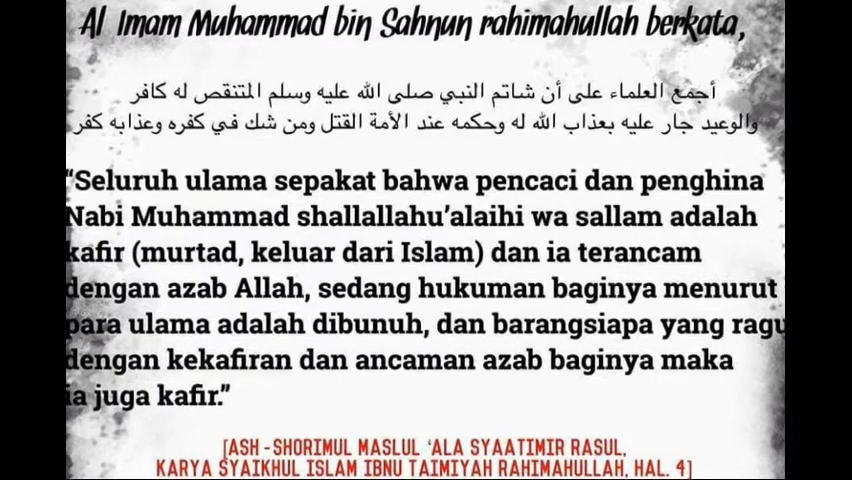 Al Imam Muhammad bin Sahnun rahimahullah berkata,
أجمع العلماء على أن شاتم النبي صلى الله عليه وسلم المتنقص له كافر
والوعيد جار عليه بعذاب الله له وحكمه عند الأمة القتل ومن شك في كفره وعذابه كفر
“Seluruh ulama sepakat bahwa pencaci dan penghina
Nabi Muhammad shallallahu’alaihi wa sallam adalah
kafir (murtad, keluar dari Islam) dan ia terancam
dengan azab Allah, sedang hukuman baginya menurut
para ulama adalah dibunuh, dan barangsiapa yang ragu
dengan kekafiran dan ancaman azab baginya maka
ia juga kafir.”
[ASH -SHORIMUL MASLUL ‘ALA SYAATIMIR RASUL,
KARYA SYAIKHUL ISLAM IBNU TAIMIYAH RAHIMAHULLAH, HAL. 4]